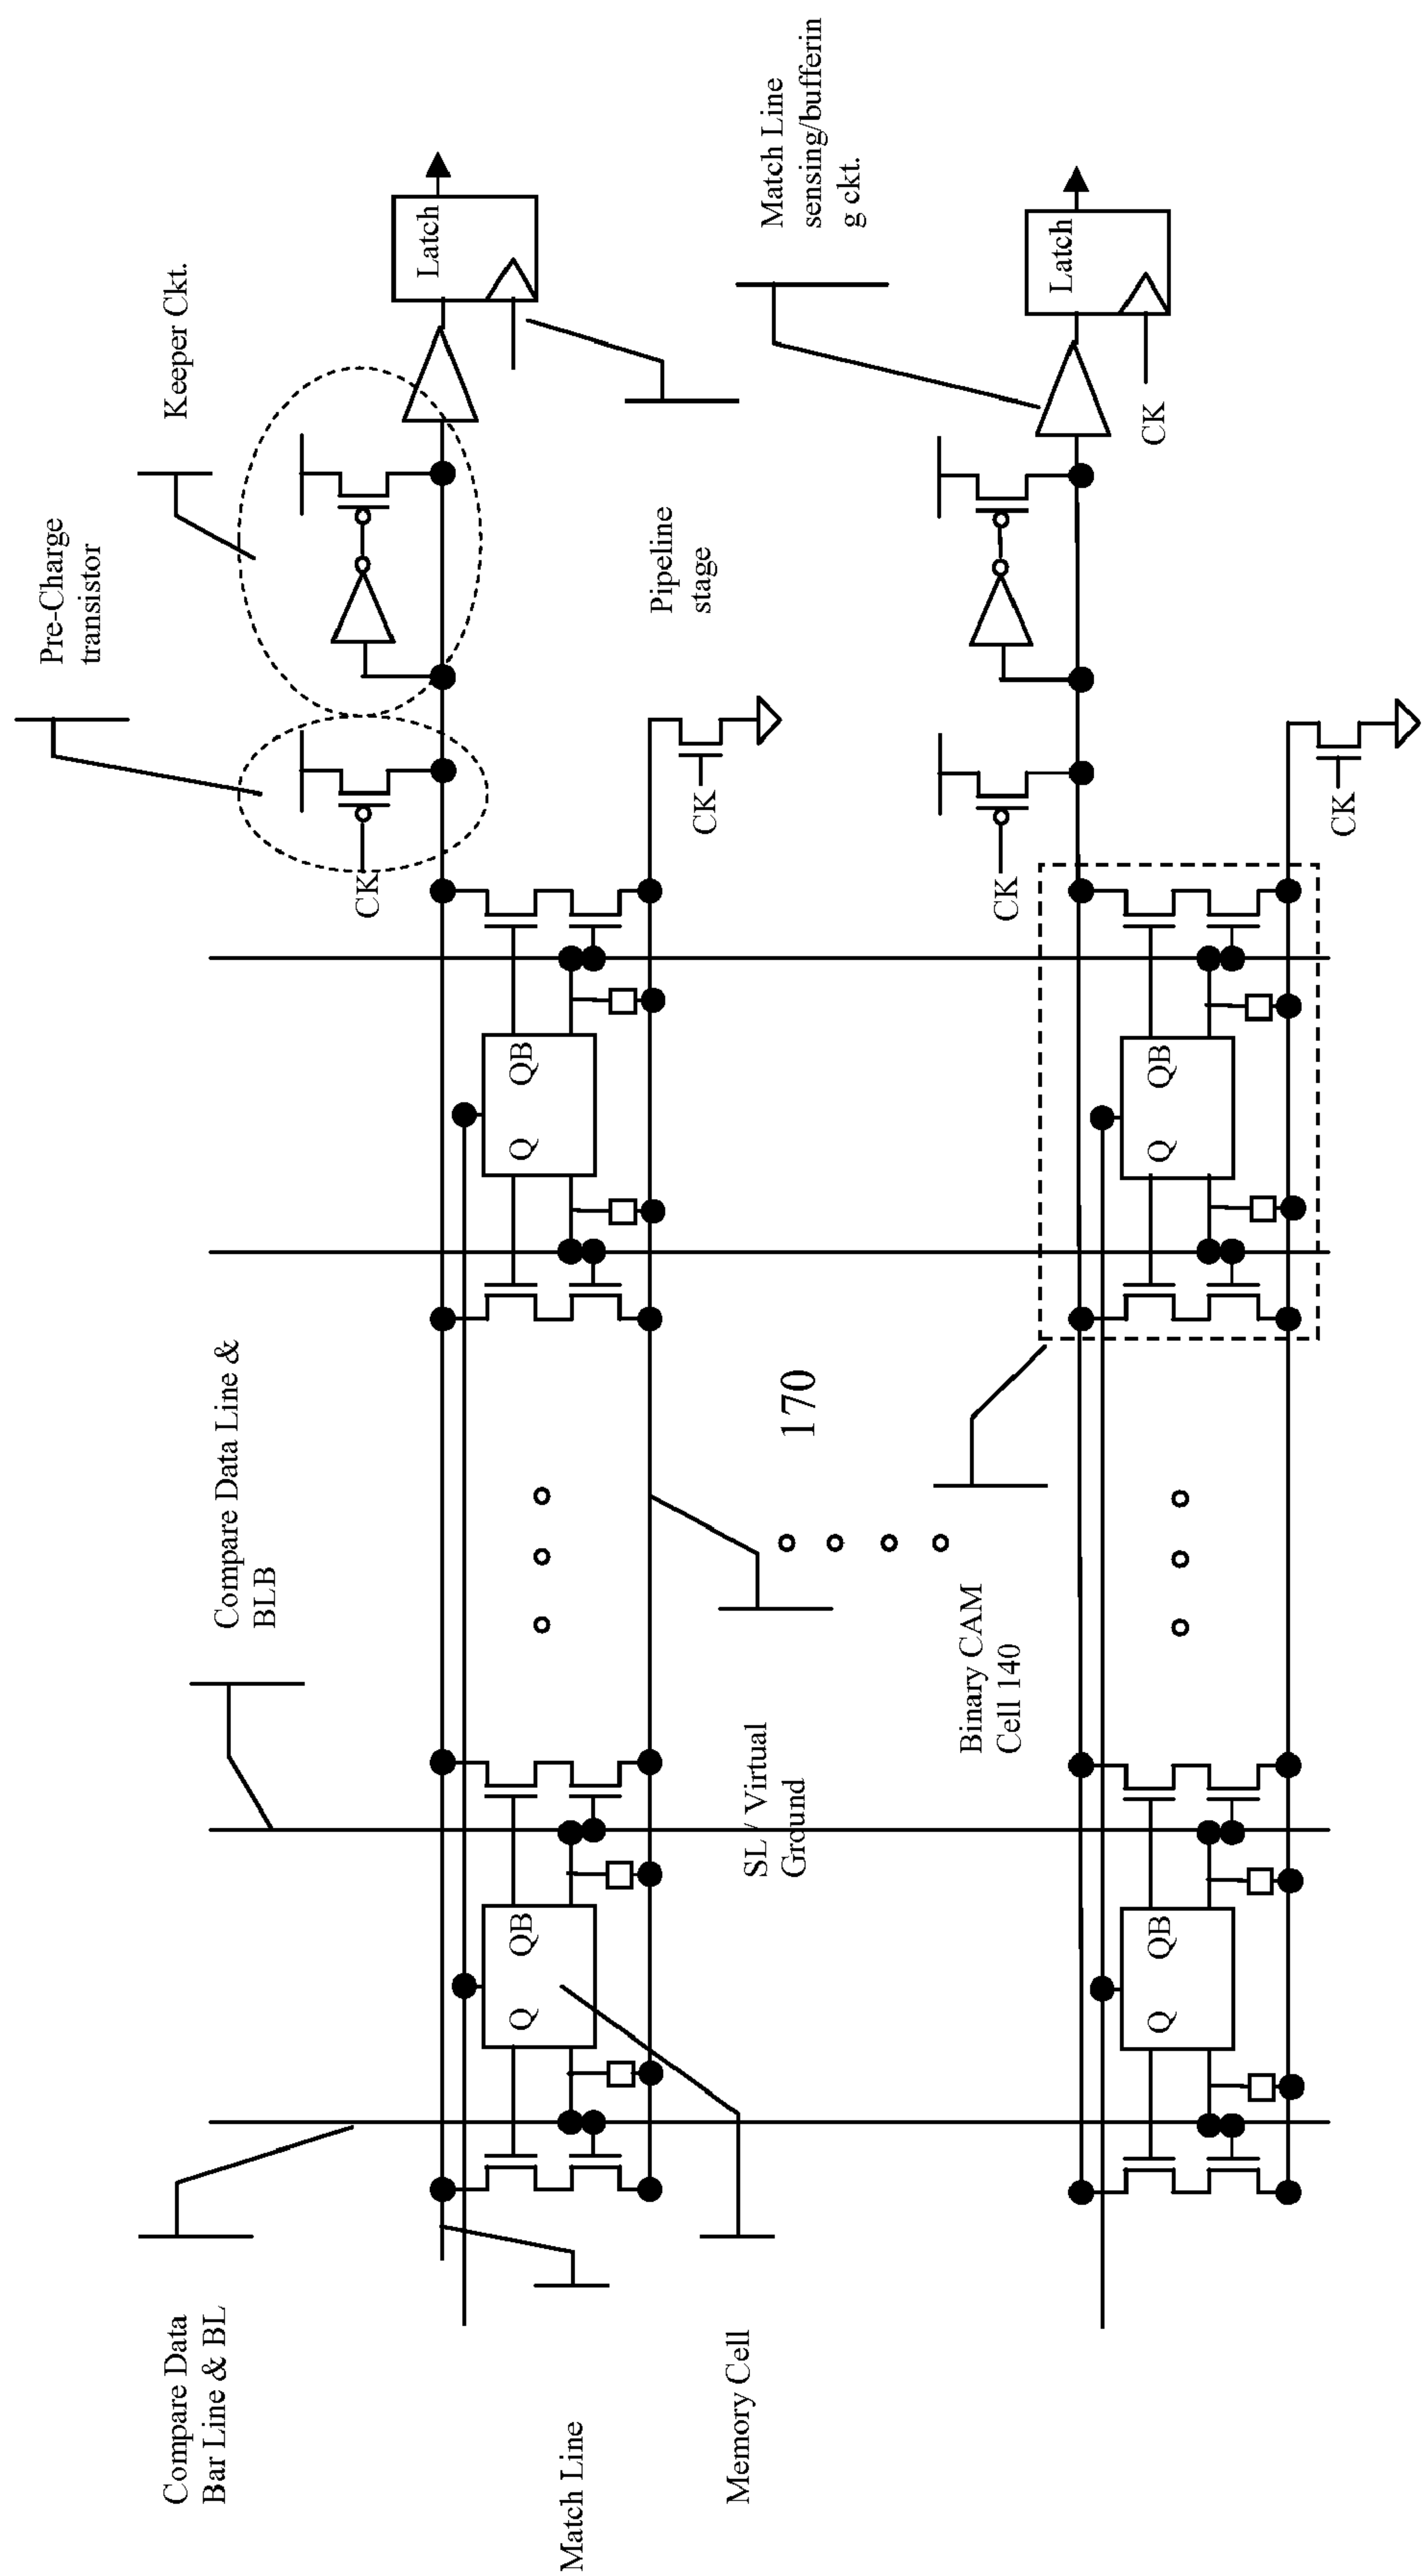 Pre-Charge
transistor
Keeper Ckt.
Compare Data Line &
BLB
Compare Data
Bar Line & BL
CK
Latch
Match Line
Q QB
Q QB
CK
Pipeline
stage
Memory Cell
SL / Virtual
Ground
170
Match Line
sensing/bufferin
g ckt.
Binary CAM
Cell 140
CK
Latch
CK
Q QB
Q QB
CK